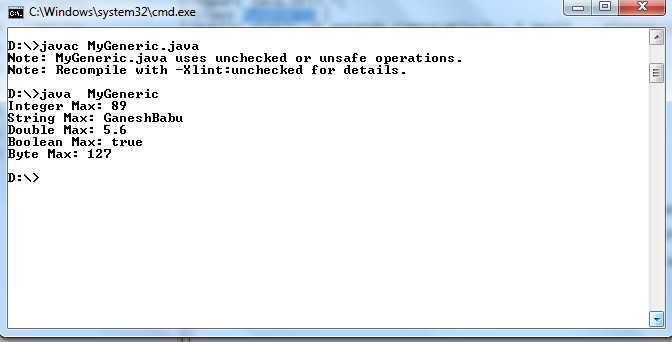 C:\Windows\system32\cmd.exe
D:\>javac MyGeneric.java
Note: MyGeneric.java uses unchecked or unsafe operations.
Note: Recompile with -Xlint:unchecked for details.
D:\>java  MyGeneric
Integer Max: 89
String Max: GaneshBabu
Double Max: 5.6
Boolean Max: true
Byte Max: 127
D:\>